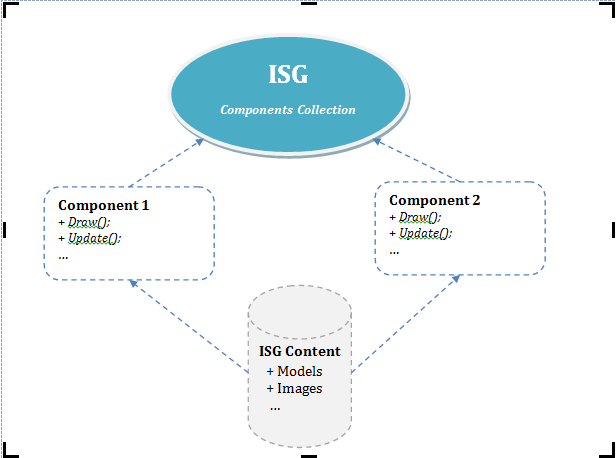 ISG
Components Collection
Component 1
+ Draw();
+ Update();
...
Component 2
+ Draw();
+ Update();
...
ISG Content
+ Models
+ Images
...